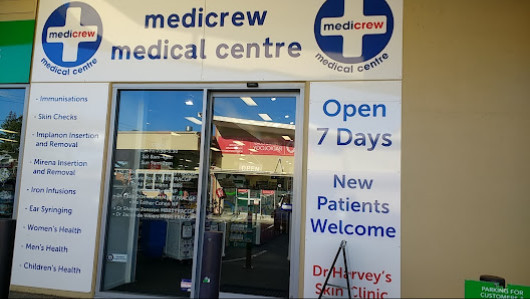 medicrew
medical centre
medicrew
medical centre
medicrew
medical centre
- Immunisations
- Skin Checks
- Implanon Insertion
and Removal
- Mirena Insertion
and Removal
- Iron Infusions
- Ear Syringing
- Women's Health
- Men's Health
- Children's Health
OPEN
Open
7 Days
New
Patients
Welcome
Dr Harvey's
Skin Clinic
PARKING FOR